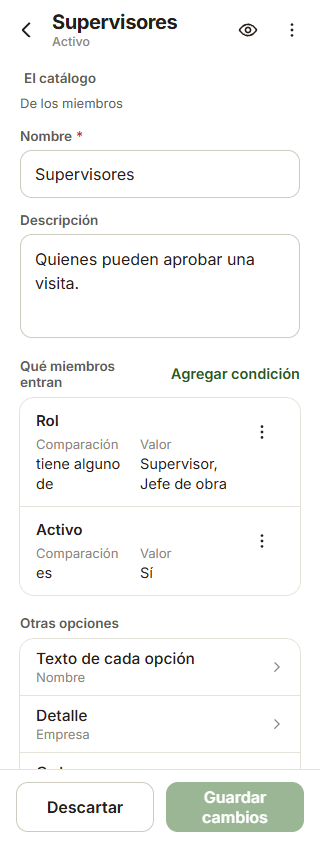 Supervisores
Activo
El catálogo
De los miembros
Nombre *
Supervisores
Descripción
Quienes pueden aprobar una
visita.
Qué miembros
entran
Agregar condición
Rol
Comparación
Valor
tiene alguno
de
Supervisor,
Jefe de obra
Activo
Comparación
Valor
es
Sí
Otras opciones
Texto de cada opción
Nombre
Detalle
Empresa
Descartar
Guardar
cambios